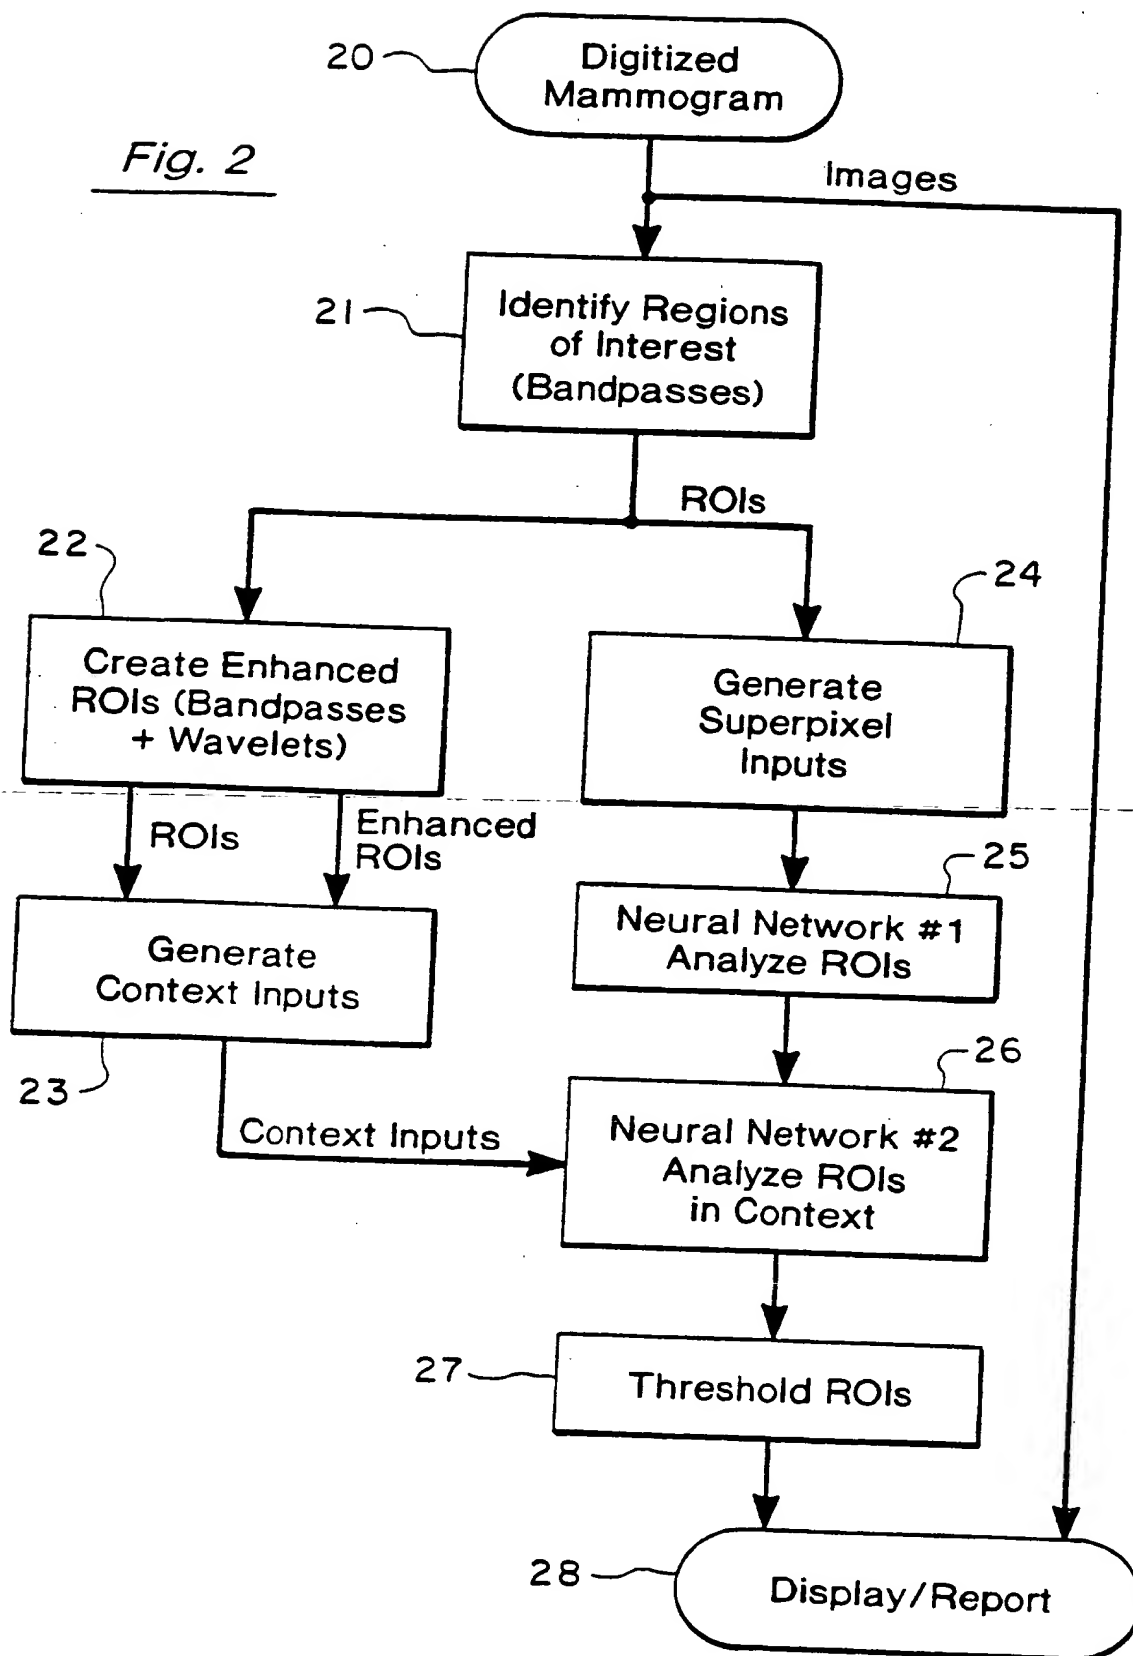 20
Digitized
Mammogram
Fig. 2
Images
21
Identify Regions
of Interest
(Bandpasses)
ROIs
22
24
Create Enhanced
ROIs (Bandpasses
+ Wavelets)
Generate
Superpixel
Inputs
ROIs
Enhanced
ROIs
25
Neural Network #1
Analyze ROIs
Generate
Context Inputs
23
26
Context Inputs
Neural Network #2
Analyze ROIs
in Context
27
Threshold ROIs
28
Display/Report